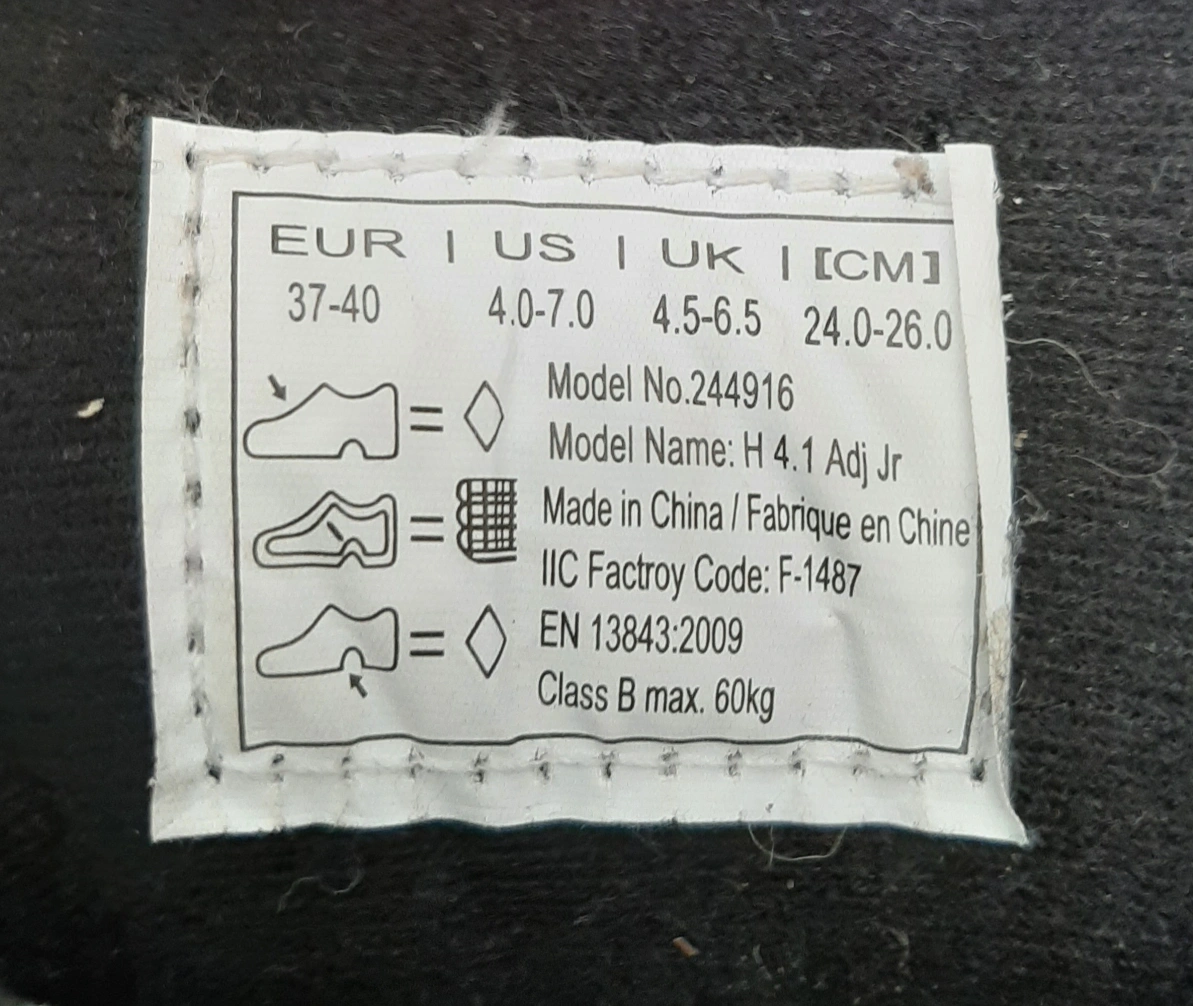 EUR | US | UK | [CM]
37-40 4.0-7.0 4.5-6.5 24.0-26.0
Model No.244916
Model Name: H 4.1 Adj Jr
Made in China / Fabrique en Chine
IIC Factroy Code: F-1487
EN 13843:2009
Class B max. 60kg